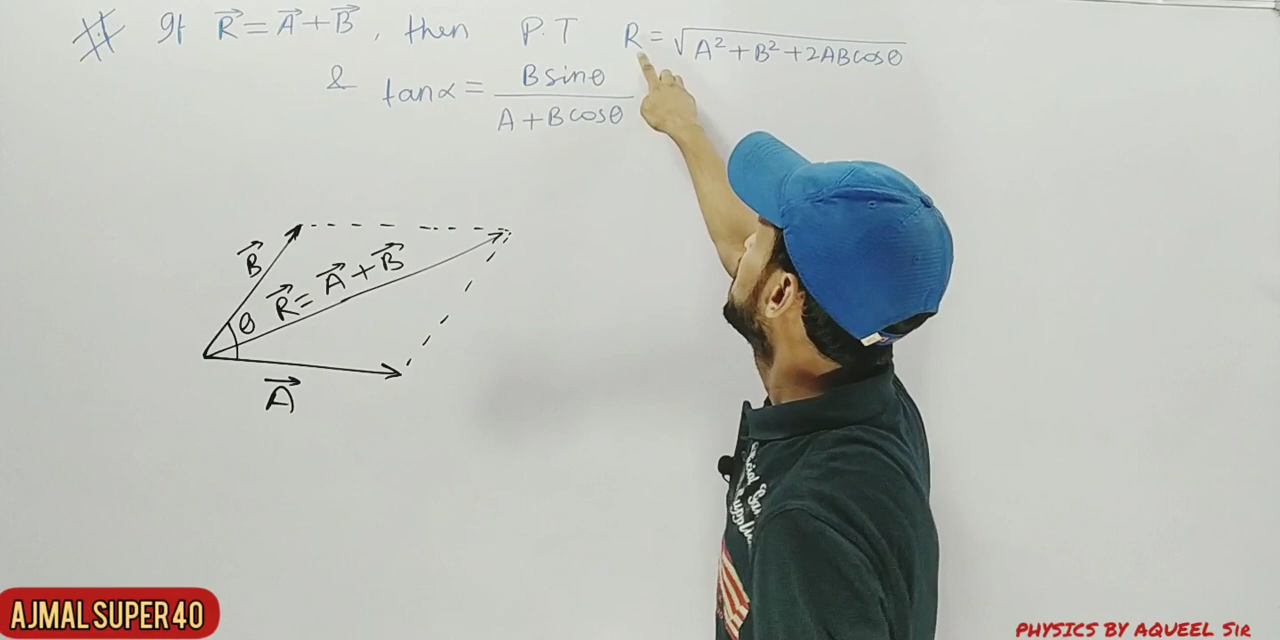 # If R⃗ = A⃗ + B⃗, then P.T R = √A² + B² + 2ABcosθ
& tanα = Bsinθ / A + Bcosθ
B⃗
θ
R⃗ = A⃗ + B⃗
A⃗
AJMAL SUPER 40
PHYSICS BY AQUEEL SIR